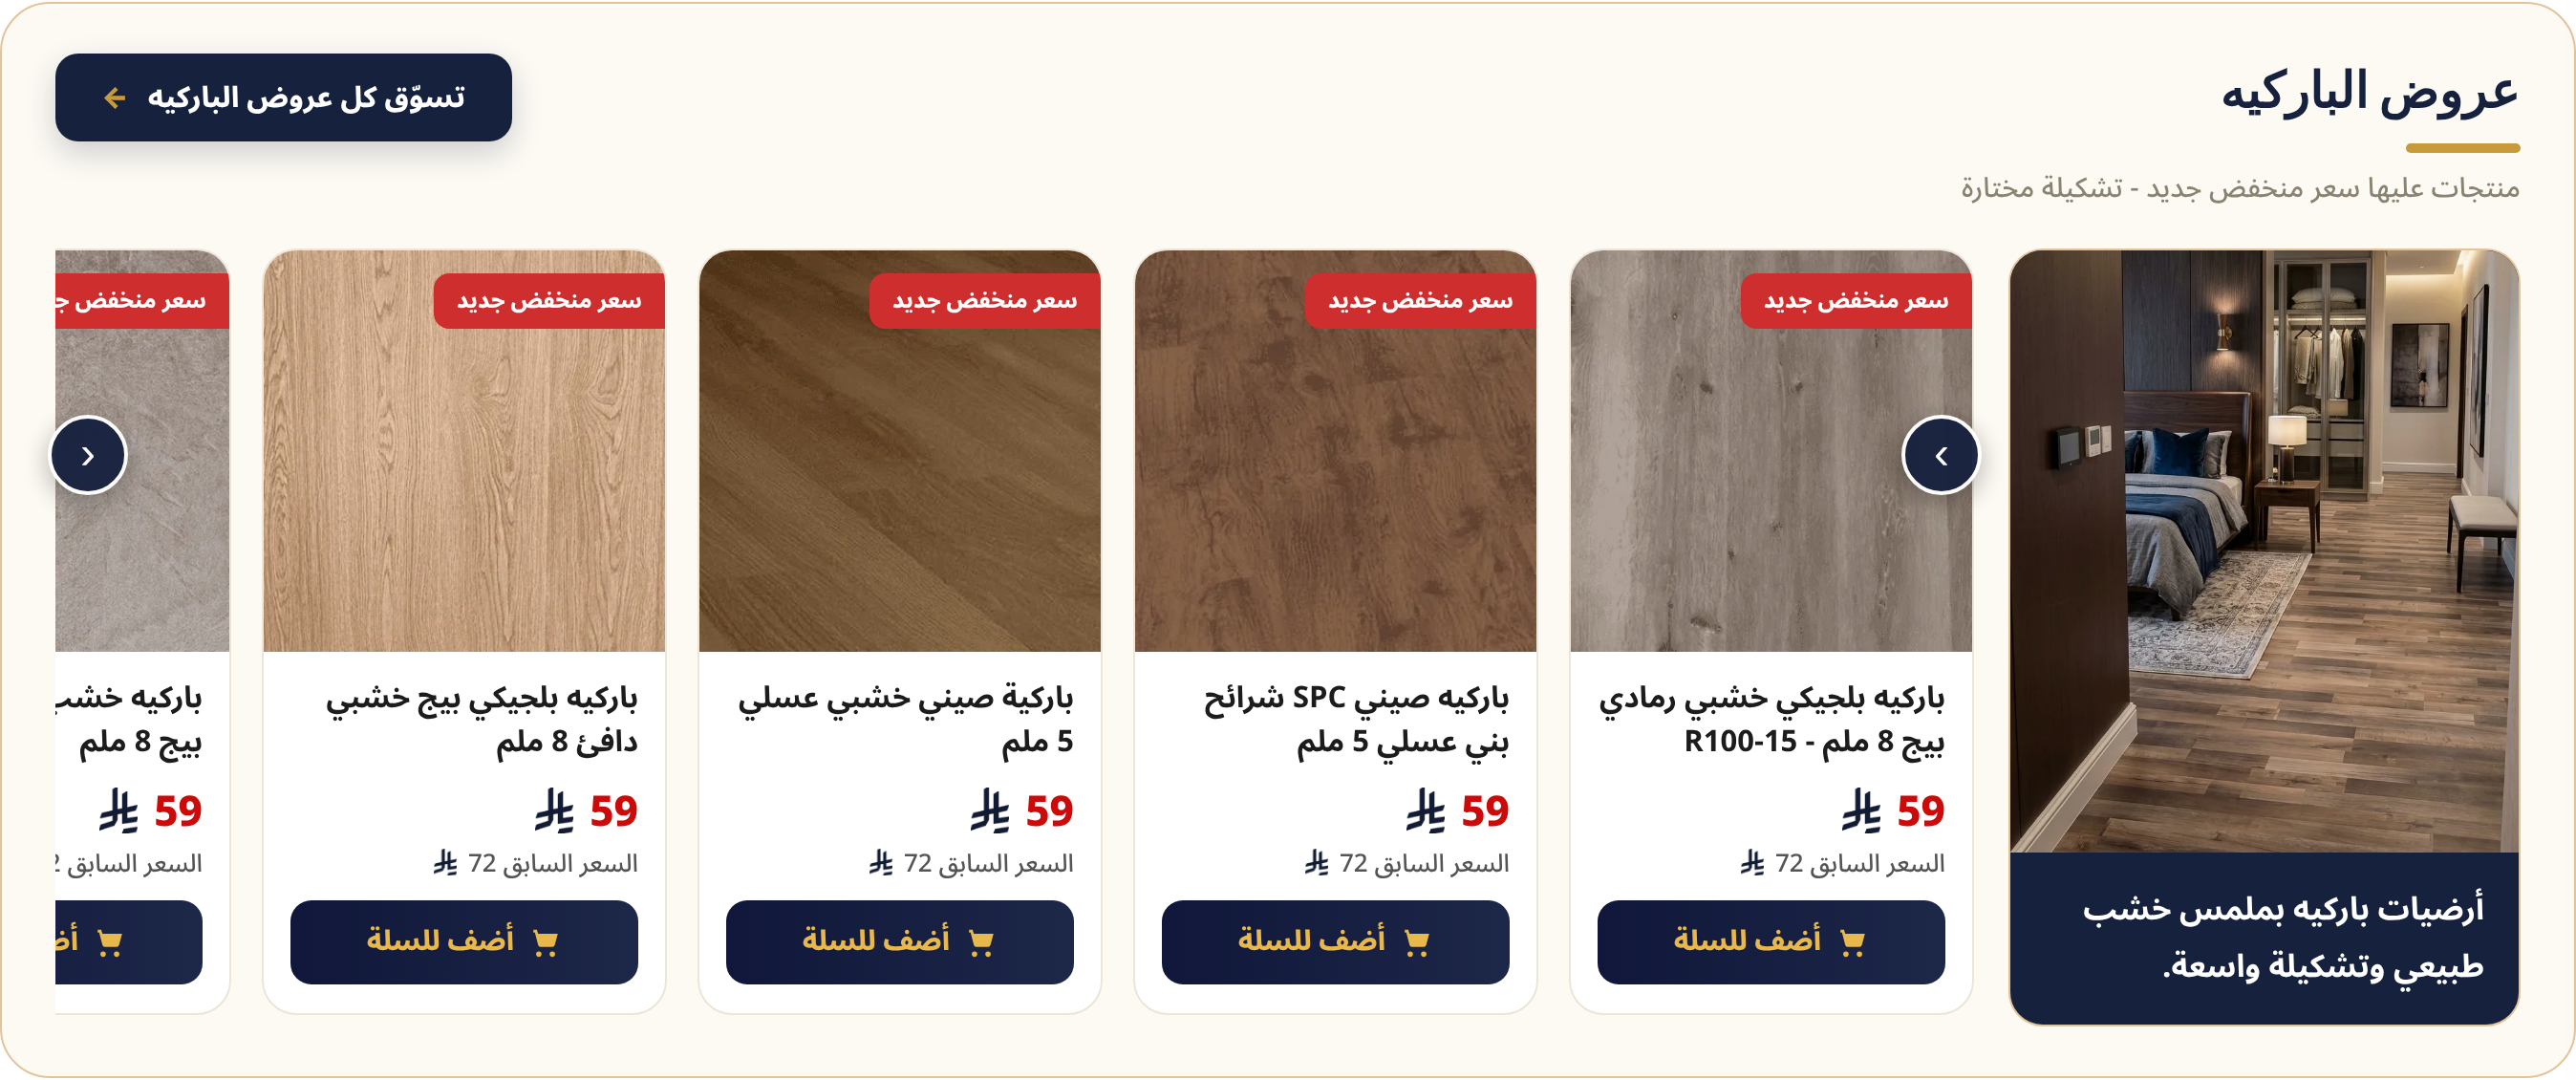 عروض الباركيه
تسوّق كل عروض الباركيه ←
منتجات عليها سعر منخفض جديد - تشكيلة مختارة
أرضيات باركيه بملمس خشب
طبيعي وتشكيلة واسعة.
سعر منخفض جديد
باركيه بلجيكي خشبي رمادي
بيج 8 ملم - R100-15
59
السعر السابق 72
أضف للسلة
سعر منخفض جديد
باركيه صيني SPC شرائح
بني عسلي 5 ملم
59
السعر السابق 72
أضف للسلة
سعر منخفض جديد
باركية صيني خشبي عسلي
5 ملم
59
السعر السابق 72
أضف للسلة
سعر منخفض جديد
باركيه بلجيكي بيج خشبي
دافئ 8 ملم
59
السعر السابق 72
أضف للسلة
سعر منخفض
باركيه
بيج 8 ملم
59
السعر السابق